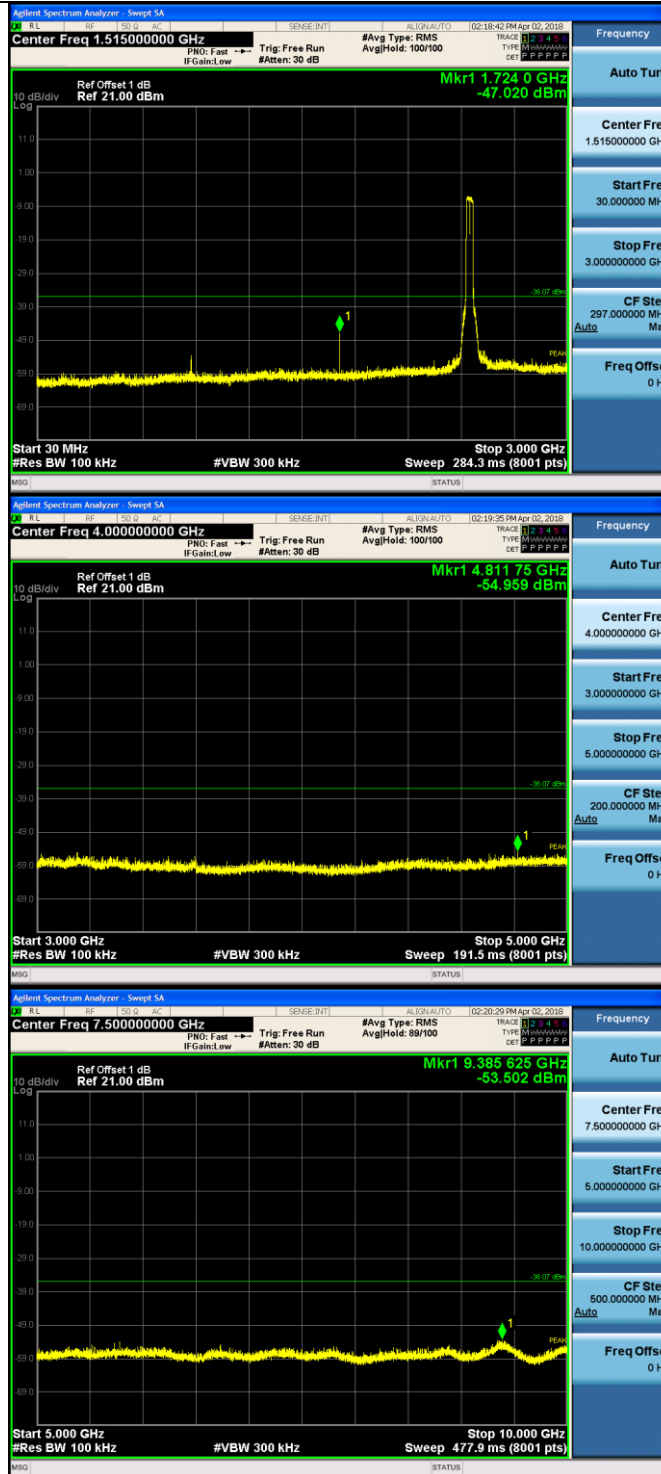 Agilent Spectrum Analyzer - Swept SA
RL RF 50 Ω AC SENSE:INT ALIGNAUTO 02:18:42 PM Apr 02, 2018
Center Freq 1.515000000 GHz #Avg Type: RMS TRACE 1 2 3 4 5 6 Frequency
PNO: Fast Trig: Free Run Avg|Hold: 100/100 TYPE M
IFGain:Low #Atten: 30 dB DET P P P P P P
Auto Tun
Mkr1 1.724 0 GHz
Ref Offset 1 dB
10 dB/div Ref 21.00 dBm -47.020 dBm
Log
Center Fre
1.515000000 GH
11.0
1.00
Start Fre
30.000000 MH
-9.00
-19.0
Stop Fre
3.000000000 GH
-29.0
-36.07 dBm
CF Ste
297.000000 MH
Auto Ma
-39.0
1
-49.0
PEAK
Freq Offse
0 H
-59.0
-69.0
Start 30 MHz Stop 3.000 GHz
#Res BW 100 kHz #VBW 300 kHz Sweep 284.3 ms (8001 pts)
MSG STATUS
Agilent Spectrum Analyzer - Swept SA
RL RF 50 Ω AC SENSE:INT ALIGNAUTO 02:19:35 PM Apr 02, 2018
Center Freq 4.000000000 GHz #Avg Type: RMS TRACE 1 2 3 4 5 6 Frequency
PNO: Fast Trig: Free Run Avg|Hold: 100/100 TYPE M
IFGain:Low #Atten: 30 dB DET P P P P P P
Auto Tun
Mkr1 4.811 75 GHz
Ref Offset 1 dB
10 dB/div Ref 21.00 dBm -54.959 dBm
Log
Center Fre
4.000000000 GH
11.0
1.00
Start Fre
3.000000000 GH
-9.00
-19.0
Stop Fre
5.000000000 GH
-29.0
-36.07 dBm
CF Ste
200.000000 MH
Auto Ma
-39.0
-49.0
1
PEAK
Freq Offse
0 H
-59.0
-69.0
Start 3.000 GHz Stop 5.000 GHz
#Res BW 100 kHz #VBW 300 kHz Sweep 191.5 ms (8001 pts)
MSG STATUS
Agilent Spectrum Analyzer - Swept SA
RL RF 50 Ω AC SENSE:INT ALIGNAUTO 02:20:29 PM Apr 02, 2018
Center Freq 7.500000000 GHz #Avg Type: RMS TRACE 1 2 3 4 5 6 Frequency
PNO: Fast Trig: Free Run Avg|Hold: 89/100 TYPE M
IFGain:Low #Atten: 30 dB DET P P P P P P
Auto Tun
Mkr1 9.385 625 GHz
Ref Offset 1 dB
10 dB/div Ref 21.00 dBm -53.502 dBm
Log
Center Fre
7.500000000 GH
11.0
1.00
Start Fre
5.000000000 GH
-9.00
-19.0
Stop Fre
10.000000000 GH
-29.0
-36.07 dBm
CF Ste
500.000000 MH
Auto Ma
-39.0
-49.0
1
PEAK
Freq Offse
0 H
-59.0
-69.0
Start 5.000 GHz Stop 10.000 GHz
#Res BW 100 kHz #VBW 300 kHz Sweep 477.9 ms (8001 pts)
MSG STATUS